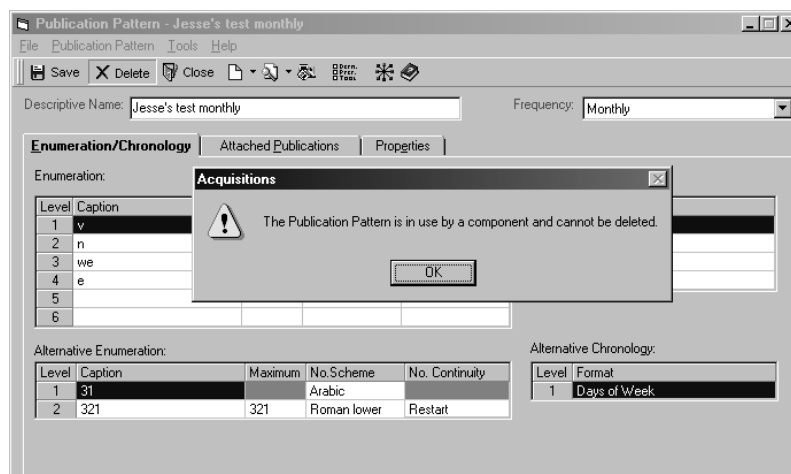 Publication Pattern - Jesse's test monthly
File Publication Pattern Tools Help
Save Delete Close
Descriptive Name: Jesse's test monthly Frequency: Monthly
Enumeration/Chronology Attached Publications Properties
Enumeration:
Acquisitions
The Publication Pattern is in use by a component and cannot be deleted.
OK
Level Caption
1 v
2 n
3 we
4 e
5
6
Alternative Enumeration:
Level Caption Maximum No.Scheme No. Continuity
1 31 Arabic
2 321 321 Roman lower Restart
Alternative Chronology:
Level Format
1 Days of Week